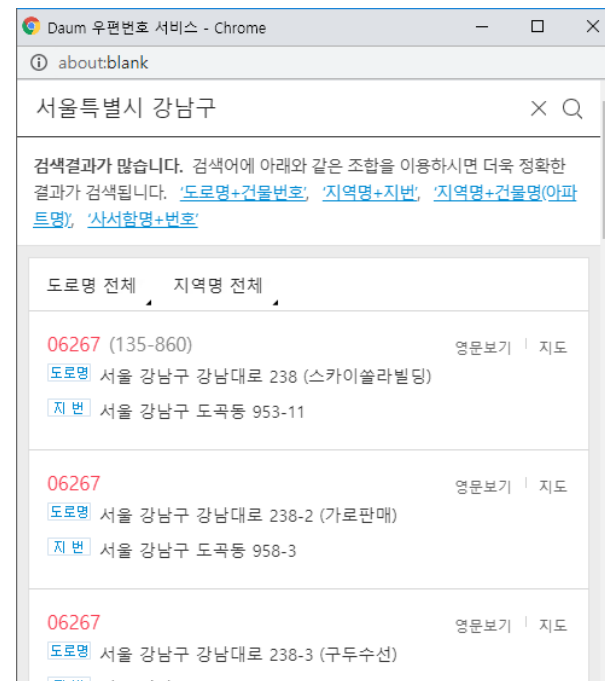 Daum 우편번호 서비스 - Chrome
about:blank
서울특별시 강남구
검색결과가 많습니다. 검색어에 아래와 같은 조합을 이용하시면 더욱 정확한
결과가 검색됩니다. '도로명+건물번호', '지역명+지번', '지역명+건물명(아파
트명)', '사서함명+번호'
도로명 전체 지역명 전체
06267 (135-860) 영문보기 지도
도로명 서울 강남구 강남대로 238 (스카이쏠라빌딩)
지 번 서울 강남구 도곡동 953-11
06267 영문보기 지도
도로명 서울 강남구 강남대로 238-2 (가로판매)
지 번 서울 강남구 도곡동 958-3
06267 영문보기 지도
도로명 서울 강남구 강남대로 238-3 (구두수선)